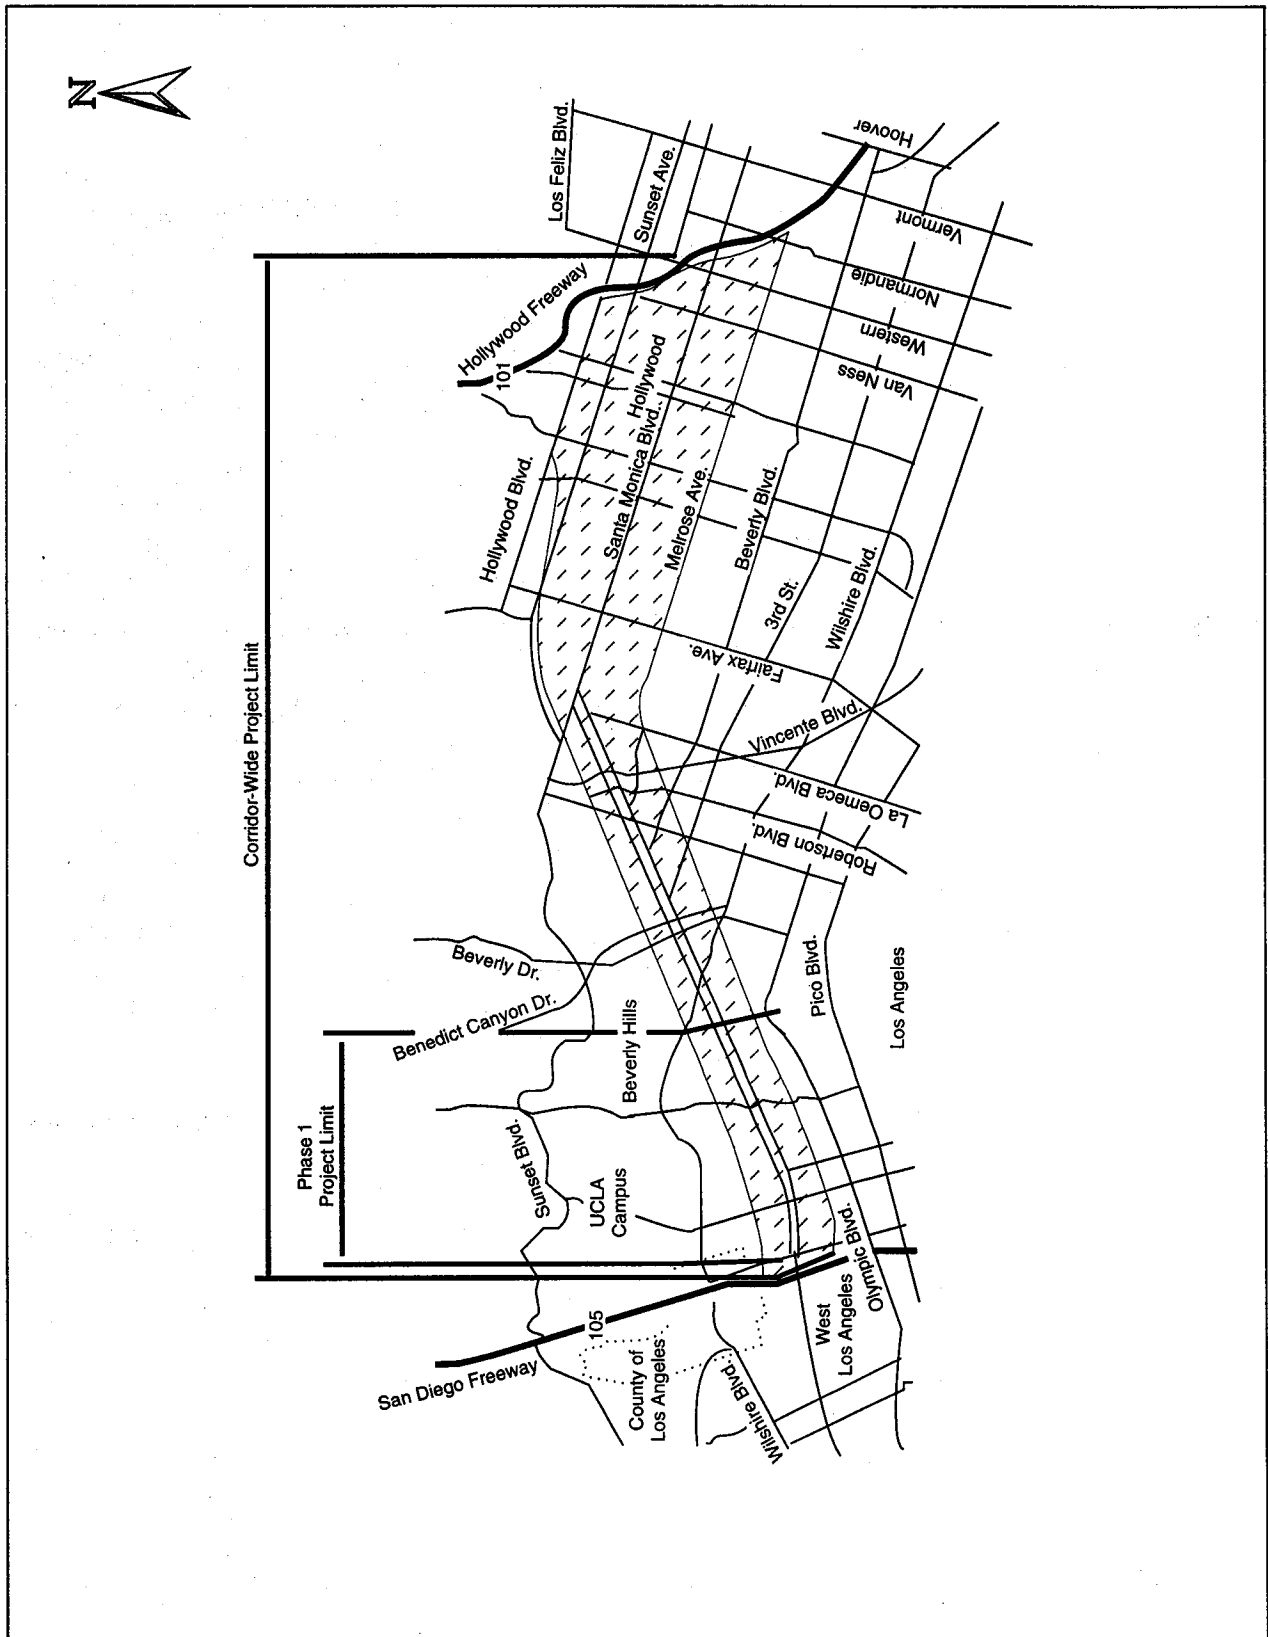 N
Corridor-Wide Project Limit
Phase 1
Project Limit
San Diego Freeway
105
County of
Los Angeles
Wilshire Blvd.
West
Los Angeles
Olympic Blvd.
Sunset Blvd.
UCLA
Campus
Benedict Canyon Dr.
Beverly Dr.
Beverly Hills
Pico Blvd.
Los Angeles
Robertson Blvd.
La Oemeca Blvd.
Vincente Blvd.
Fairfax Ave.
Hollywood Blvd.
Santa Monica Blvd.
Hollywood
Melrose Ave.
Beverly Blvd.
3rd St.
Wilshire Blvd.
Hollywood Freeway
101
Los Feliz Blvd.
Sunset Ave.
Van Ness
Western
Normandie
Vermont
Hoover